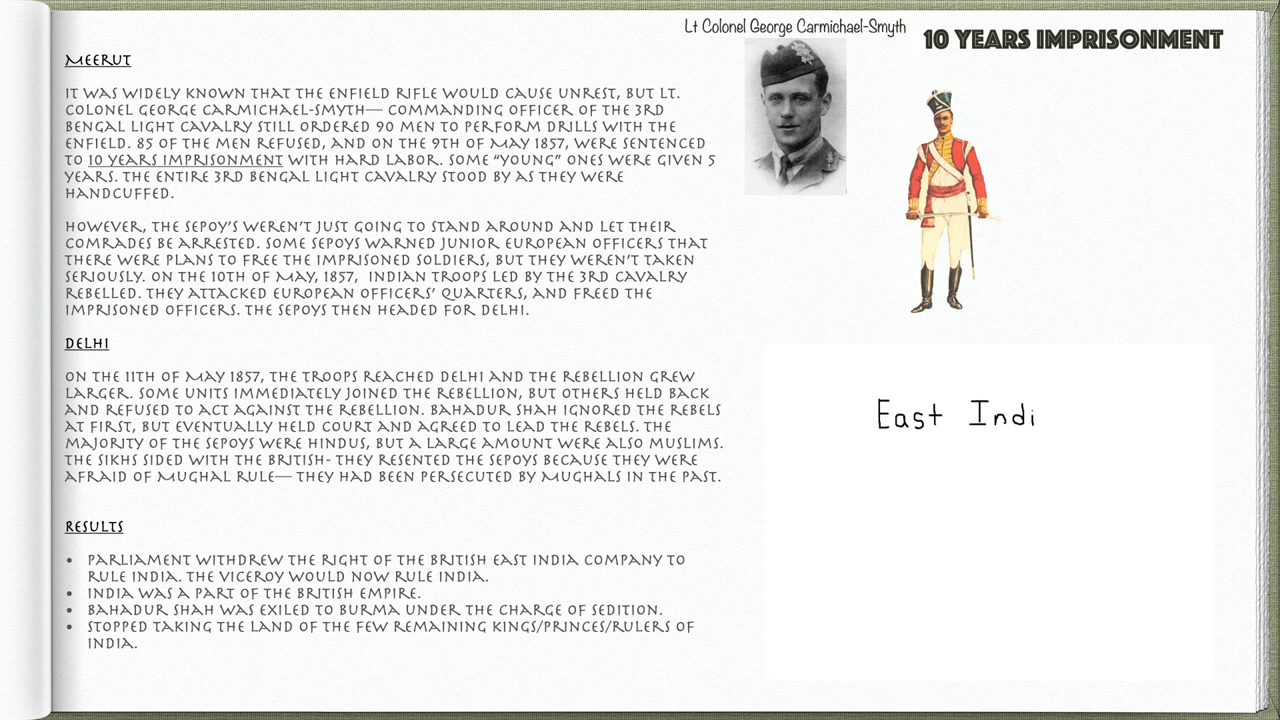 Lt Colonel George Carmichael-Smyth
10 YEARS IMPRISONMENT
MEERUT
IT WAS WIDELY KNOWN THAT THE ENFIELD RIFLE WOULD CAUSE UNREST, BUT LT.
COLONEL GEORGE CARMICHAEL-SMYTH— COMMANDING OFFICER OF THE 3RD
BENGAL LIGHT CAVALRY STILL ORDERED 90 MEN TO PERFORM DRILLS WITH THE
ENFIELD. 85 OF THE MEN REFUSED, AND ON THE 9TH OF MAY 1857, WERE SENTENCED
TO 10 YEARS IMPRISONMENT WITH HARD LABOR. SOME “YOUNG” ONES WERE GIVEN 5
YEARS. THE ENTIRE 3RD BENGAL LIGHT CAVALRY STOOD BY AS THEY WERE
HANDCUFFED.
HOWEVER, THE SEPOY”S WEREN’T JUST GOING TO STAND AROUND AND LET THEIR
COMRADES BE ARRESTED. SOME SEPOYS WARNED JUNIOR EUROPEAN OFFICERS THAT
THERE WERE PLANS TO FREE THE IMPRISONED SOLDIERS, BUT THEY WEREN’T TAKEN
SERIOUSLY. ON THE 10TH OF MAY, 1857, INDIAN TROOPS LED BY THE 3RD CAVALRY
REBELLED. THEY ATTACKED EUROPEAN OFFICERS’ QUARTERS, AND FREED THE
IMPRISONED OFFICERS. THE SEPOYS THEN HEADED FOR DELHI.
DELHI
ON THE 11TH OF MAY 1857, THE TROOPS REACHED DELHI AND THE REBELLION GREW
LARGER. SOME UNITS IMMEDIATELY JOINED THE REBELLION, BUT OTHERS HELD BACK
AND REFUSED TO ACT AGAINST THE REBELLION. BAHADUR SHAH IGNORED THE REBELS
AT FIRST, BUT EVENTUALLY HELD COURT AND AGREED TO LEAD THE REBELS. THE
MAJORITY OF THE SEPOYS WERE HINDUS, BUT A LARGE AMOUNT WERE ALSO MUSLIMS.
THE SIKHS SIDED WITH THE BRITISH- THEY RESENTED THE SEPOYS BECAUSE THEY WERE
AFRAID OF MUGHAL RULE— THEY HAD BEEN PERSECUTED BY MUGHALS IN THE PAST.
East Indi
RESULTS
• PARLIAMENT WITHDREW THE RIGHT OF THE BRITISH EAST INDIA COMPANY TO
RULE INDIA. THE VICEROY WOULD NOW RULE INDIA.
• INDIA WAS A PART OF THE BRITISH EMPIRE.
• BAHADUR SHAH WAS EXILED TO BURMA UNDER THE CHARGE OF SEDITION.
• STOPPED TAKING THE LAND OF THE FEW REMAINING KINGS/PRINCES/RULERS OF
INDIA.